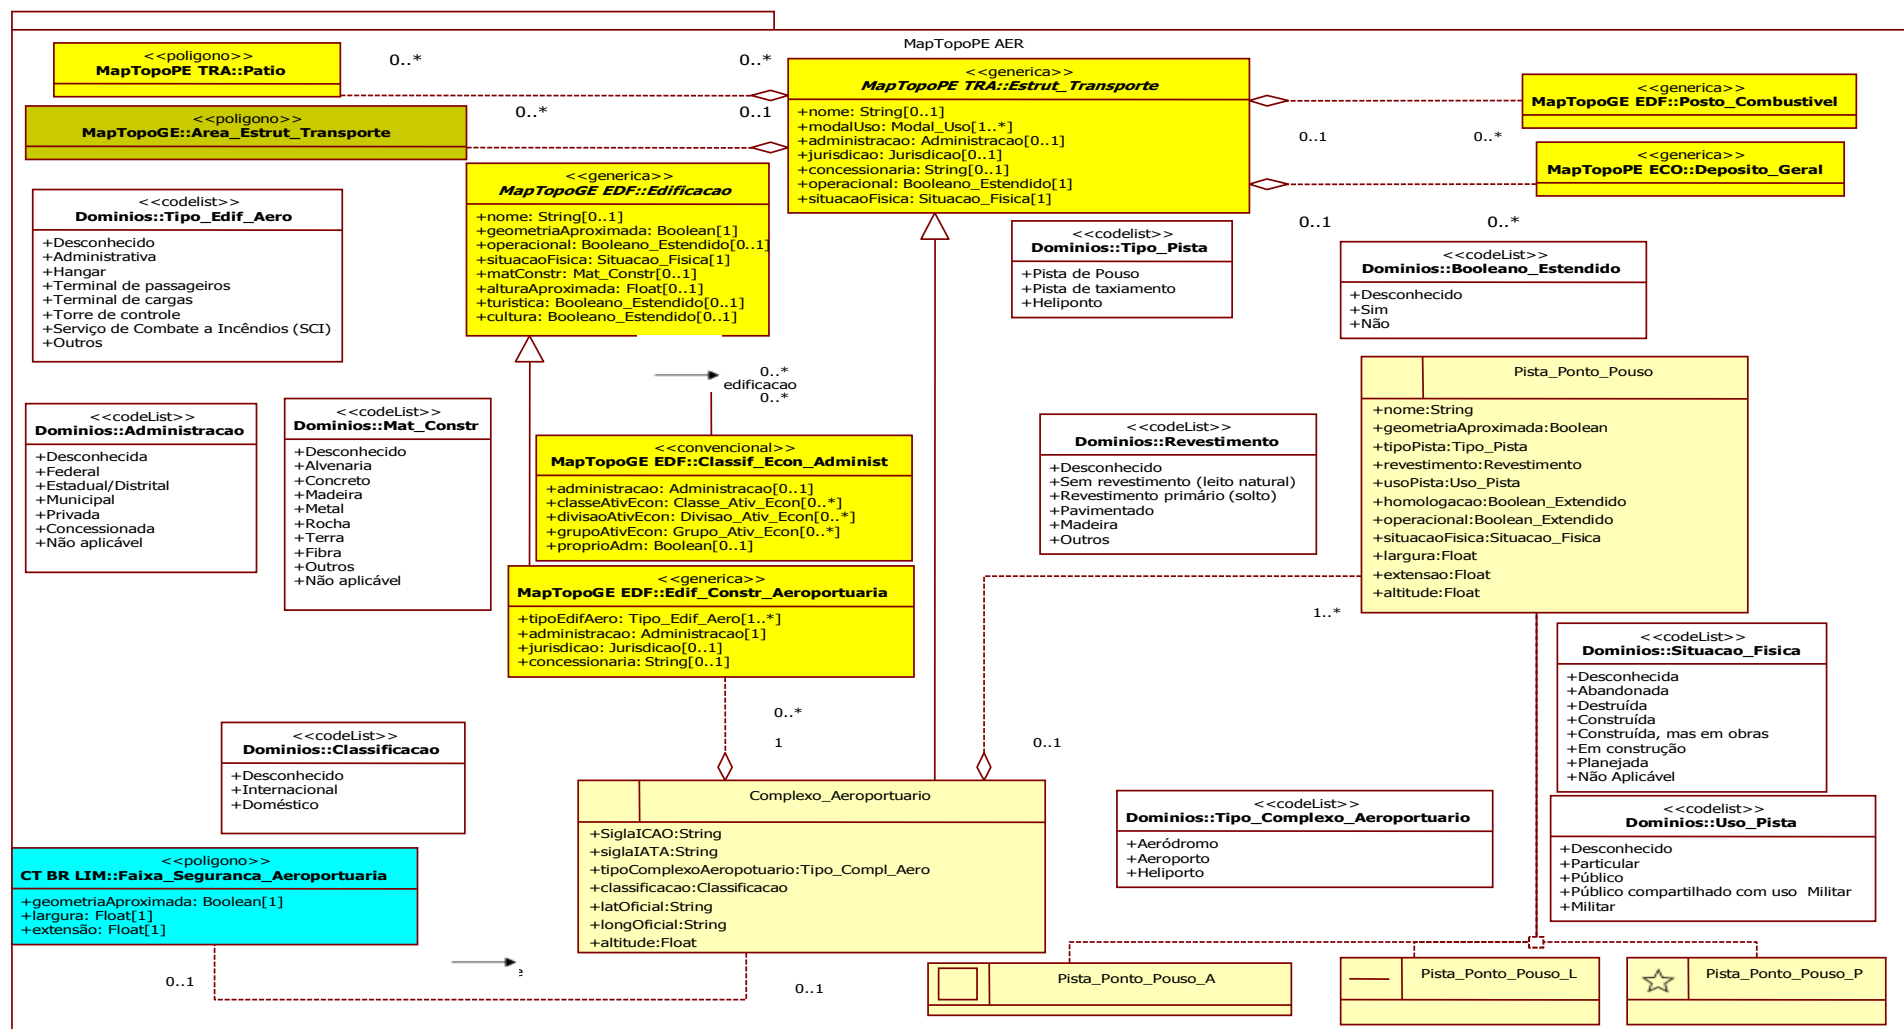 MapTopoPE AER
<<poligono>>
MapTopoPE TRA::Patio
0..*
0..*
<<poligono>>
MapTopoGE::Area_Estrut_Transporte
0..*
0..1
<<generica>>
MapTopoPE TRA::Estrut_Transporte
+nome: String[0..1]
+modalUso: Modal_Uso[1..*]
+administracao: Administracao[0..1]
+jurisdicao: Jurisdicao[0..1]
+concessionaria: String[0..1]
+operacional: Booleano_Estendido[1]
+situacaoFisica: Situacao_Fisica[1]
<<generica>>
MapTopoGE EDF::Posto_Combustivel
0..1
0..*
<<generica>>
MapTopoPE ECO::Deposito_Geral
0..1
0..*
<<codelist>>
Dominios::Tipo_Edif_Aero
+Desconhecido
+Administrativa
+Hangar
+Terminal de passageiros
+Terminal de cargas
+Torre de controle
+Serviço de Combate a Incêndios (SCI)
+Outros
<<generica>>
MapTopoGE EDF::Edificacao
+nome: String[0..1]
+geometriaAproximada: Boolean[1]
+operacional: Booleano_Estendido[0..1]
+situacaoFisica: Situacao_Fisica[1]
+matConstr: Mat_Constr[0..1]
+alturaAproximada: Float[0..1]
+turistica: Booleano_Estendido[0..1]
+cultura: Booleano_Estendido[0..1]
<<codelist>>
Dominios::Tipo_Pista
+Pista de Pouso
+Pista de taxiamento
+Heliponto
<<codeList>>
Dominios::Booleano_Estendido
+Desconhecido
+Sim
+Não
0..*
edificacao
0..*
Pista_Ponto_Pouso
+nome:String
+geometriaAproximada:Boolean
+tipoPista:Tipo_Pista
+revestimento:Revestimento
+usoPista:Uso_Pista
+homologacao:Boolean_Extendido
+operacional:Boolean_Extendido
+situacaoFisica:Situacao_Fisica
+largura:Float
+extensao:Float
+altitude:Float
<<codeList>>
Dominios::Administracao
+Desconhecida
+Federal
+Estadual/Distrital
+Municipal
+Privada
+Concessionada
+Não aplicável
<<codeList>>
Dominios::Mat_Constr
+Desconhecido
+Alvenaria
+Concreto
+Madeira
+Metal
+Rocha
+Terra
+Fibra
+Outros
+Não aplicável
<<convencional>>
MapTopoGE EDF::Classif_Econ_Administ
+administracao: Administracao[0..1]
+classeAtivEcon: Classe_Ativ_Econ[0..*]
+divisaoAtivEcon: Divisao_Ativ_Econ[0..*]
+grupoAtivEcon: Grupo_Ativ_Econ[0..*]
+proprioAdm: Boolean[0..1]
<<codeList>>
Dominios::Revestimento
+Desconhecido
+Sem revestimento (leito natural)
+Revestimento primário (solto)
+Pavimentado
+Madeira
+Outros
<<generica>>
MapTopoGE EDF::Edif_Constr_Aeroportuaria
+tipoEdifAero: Tipo_Edif_Aero[1..*]
+administracao: Administracao[1]
+jurisdicao: Jurisdicao[0..1]
+concessionaria: String[0..1]
1..*
<<codeList>>
Dominios::Situacao_Fisica
+Desconhecida
+Abandonada
+Destruída
+Construída
+Construída, mas em obras
+Em construção
+Planejada
+Não Aplicável
0..*
1
0..1
<<codeList>>
Dominios::Classificacao
+Desconhecido
+Internacional
+Doméstico
Complexo_Aeroportuario
+SiglaICAO:String
+siglaIATA:String
+tipoComplexoAeropotuario:Tipo_Compl_Aero
+classificacao:Classificacao
+latOficial:String
+longOficial:String
+altitude:Float
<<codeList>>
Dominios::Tipo_Complexo_Aeroportuario
+Aeródromo
+Aeroporto
+Heliporto
<<codelist>>
Dominios::Uso_Pista
+Desconhecido
+Particular
+Público
+Público compartilhado com uso  Militar
+Militar
<<poligono>>
CT BR LIM::Faixa_Seguranca_Aeroportuaria
+geometriaAproximada: Boolean[1]
+largura: Float[1]
+extensão: Float[1]
0..1
0..1
Pista_Ponto_Pouso_A
Pista_Ponto_Pouso_L
Pista_Ponto_Pouso_P